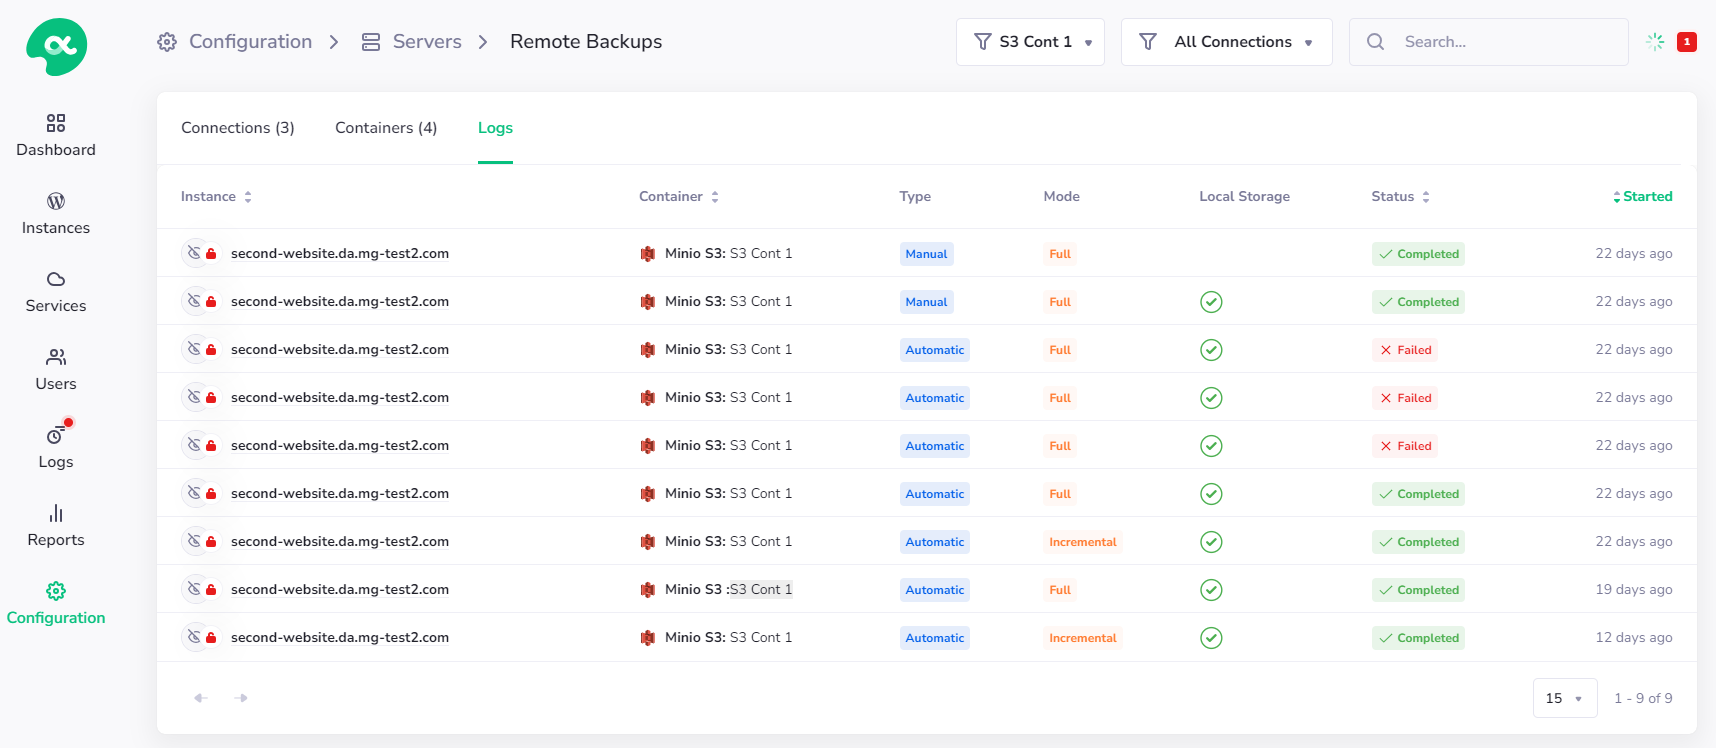 Configuration > Servers > Remote Backups
S3 Cont 1
All Connections
Search...
1
Dashboard
Instances
Services
Users
Logs
Reports
Configuration
Connections (3) Containers (4) Logs
Instance Container Type Mode Local Storage Status Started
second-website.da.mg-test2.com Minio S3: S3 Cont 1 Manual Full Completed 22 days ago
second-website.da.mg-test2.com Minio S3: S3 Cont 1 Manual Full Completed 22 days ago
second-website.da.mg-test2.com Minio S3: S3 Cont 1 Automatic Full Failed 22 days ago
second-website.da.mg-test2.com Minio S3: S3 Cont 1 Automatic Full Failed 22 days ago
second-website.da.mg-test2.com Minio S3: S3 Cont 1 Automatic Full Failed 22 days ago
second-website.da.mg-test2.com Minio S3: S3 Cont 1 Automatic Full Completed 22 days ago
second-website.da.mg-test2.com Minio S3: S3 Cont 1 Automatic Incremental Completed 22 days ago
second-website.da.mg-test2.com Minio S3 :S3 Cont 1 Automatic Full Completed 19 days ago
second-website.da.mg-test2.com Minio S3: S3 Cont 1 Automatic Incremental Completed 12 days ago
15 1 - 9 of 9